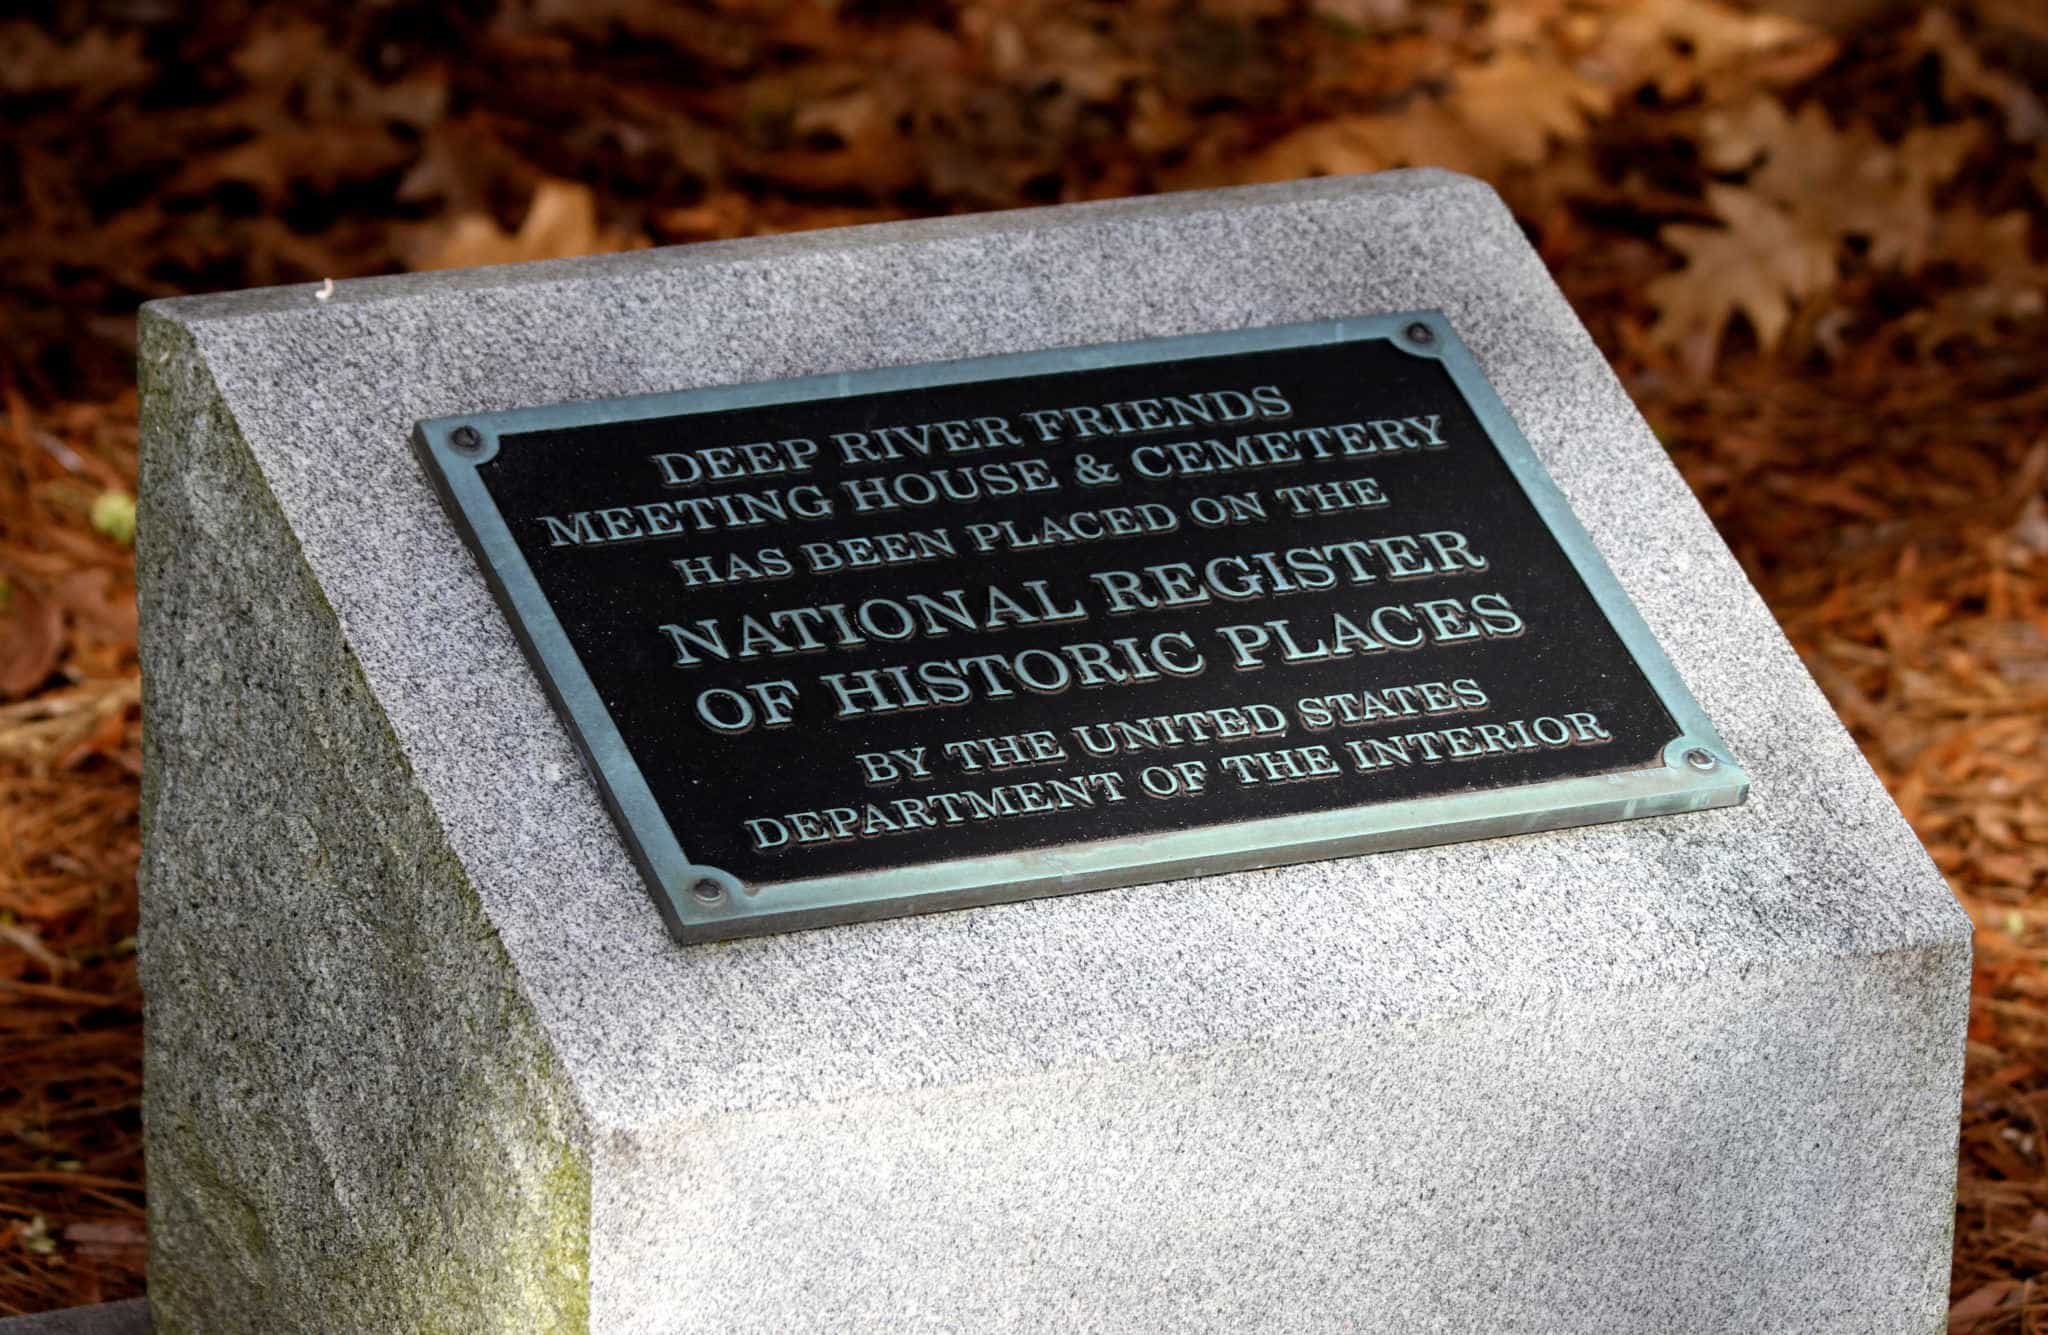 DEEP RIVER FRIENDS
MEETING HOUSE & CEMETERY
HAS BEEN PLACED ON THE
NATIONAL REGISTER
OF HISTORIC PLACES
BY THE UNITED STATES
DEPARTMENT OF THE INTERIOR